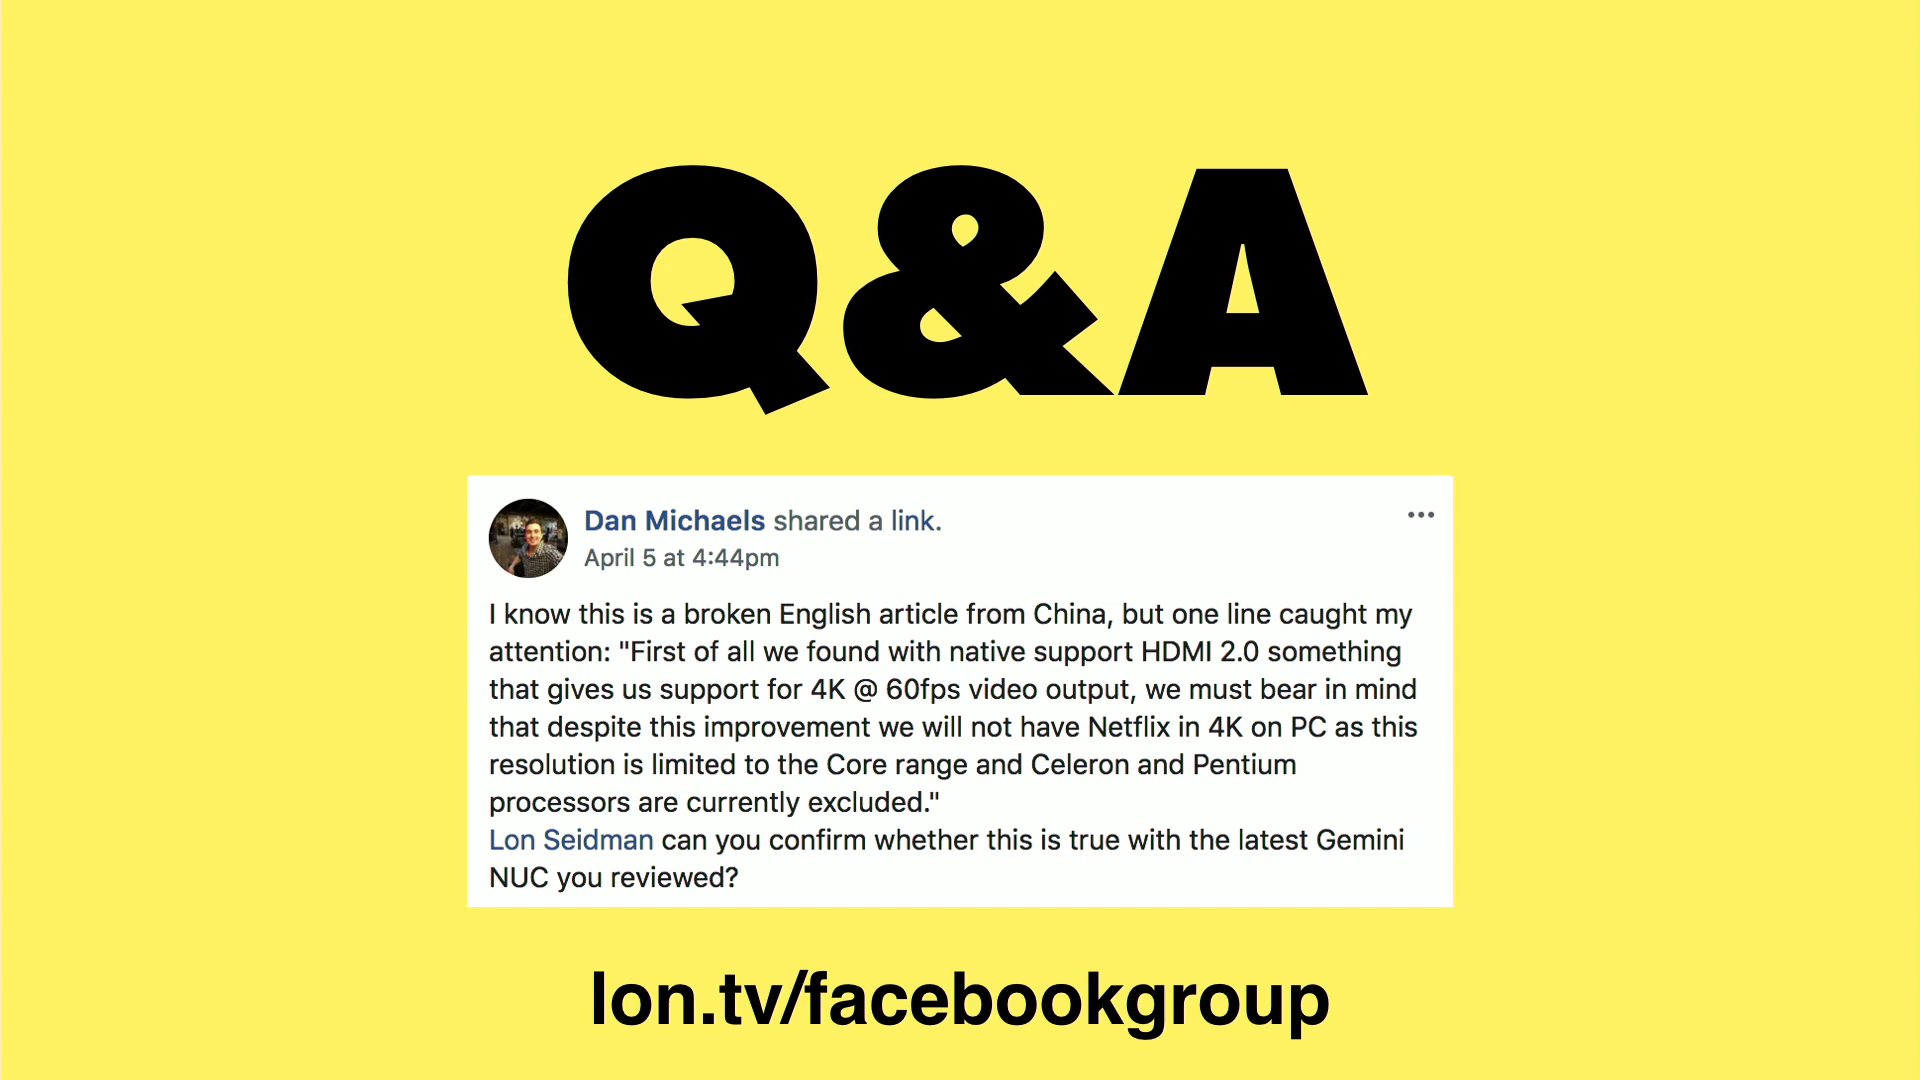 Q&A
Dan Michaels shared a link.
April 5 at 4:44pm
I know this is a broken English article from China, but one line caught my
attention: "First of all we found with native support HDMI 2.0 something
that gives us support for 4K @ 60fps video output, we must bear in mind
that despite this improvement we will not have Netflix in 4K on PC as this
resolution is limited to the Core range and Celeron and Pentium
processors are currently excluded."
Lon Seidman can you confirm whether this is true with the latest Gemini
NUC you reviewed?
lon.tv/facebookgroup